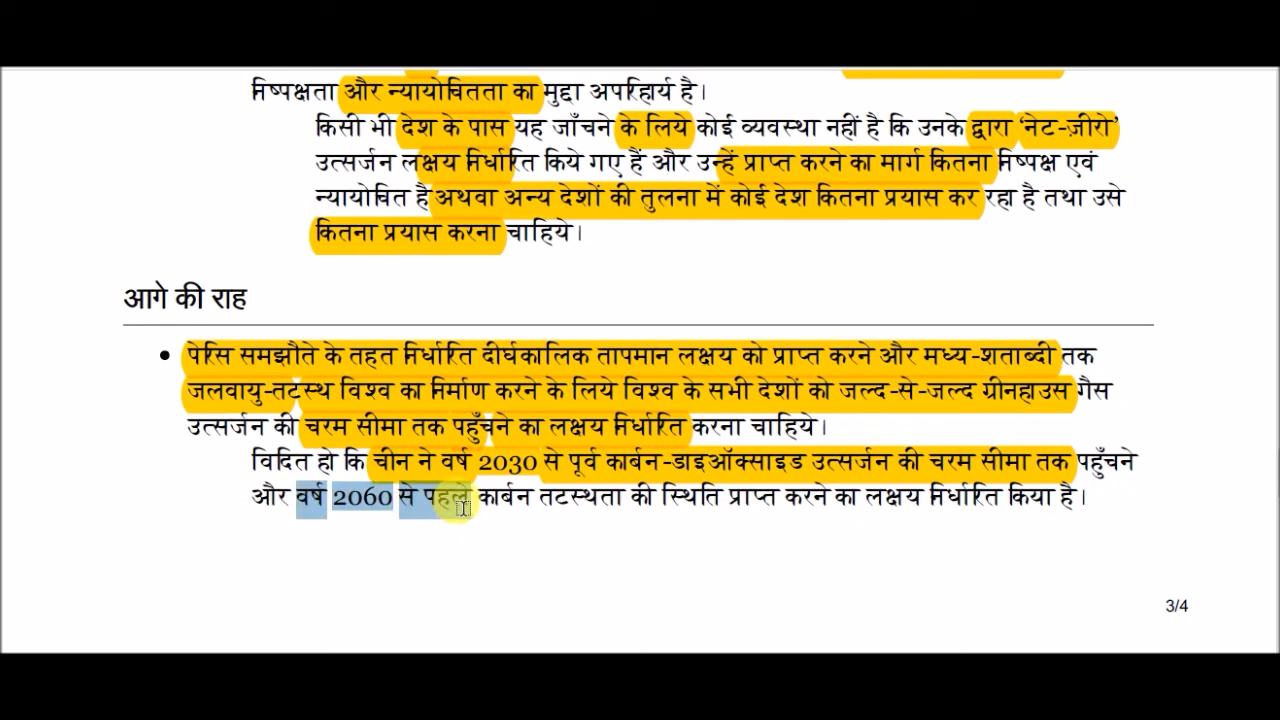 निष्पक्षता और न्यायोचितता का मुद्दा अपरिहार्य है।
किसी भी देश के पास यह जाँचने के लिये कोई व्यवस्था नहीं है कि उनके द्वारा ‘नेट-ज़ीरो’
उत्सर्जन लक्षय निर्धारित किये गए हैं और उन्हें प्राप्त करने का मार्ग कितना निष्पक्ष एवं
न्यायोचित है अथवा अन्य देशों की तुलना में कोई देश कितना प्रयास कर रहा है तथा उसे
कितना प्रयास करना चाहिये।
आगे की राह
• पेरिस समझौते के तहत निर्धारित दीर्घकालिक तापमान लक्षय को प्राप्त करने और मध्य-शताब्दी तक
जलवायु-तटस्थ विश्व का निर्माण करने के लिये विश्व के सभी देशों को जल्द-से-जल्द ग्रीनहाउस गैस
उत्सर्जन की चरम सीमा तक पहुँचने का लक्षय निर्धारित करना चाहिये।
विदित हो कि चीन ने वर्ष 2030 से पूर्व कार्बन-डाइऑक्साइड उत्सर्जन की चरम सीमा तक पहुँचने
और वर्ष 2060 से पहले कार्बन तटस्थता की स्थिति प्राप्त करने का लक्षय निर्धारित किया है।
3/4